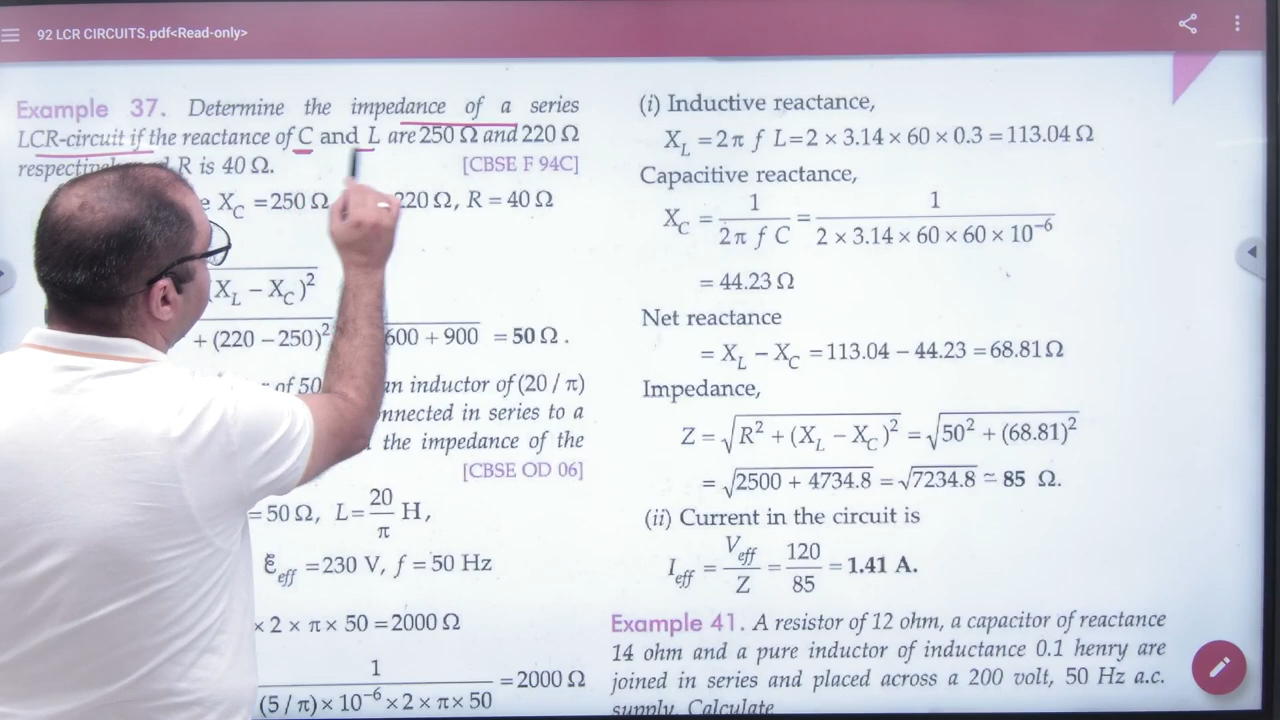 92 LCR CIRCUITS.pdf<Read-only>
Example 37. Determine the impedance of a series
LCR-circuit if the reactance of C and L are 250 Ω and 220 Ω
R is 40 Ω. [CBSE F 94C]
X_C = 250 Ω 220 Ω, R = 40 Ω
X_L − X_C)²
+ (220 − 250)² 600 + 900 = 50 Ω.
of 50 an inductor of (20 / π)
nnected in series to a
the impedance of the
[CBSE OD 06]
= 50 Ω, L = 20/π H,
ℰ_eff = 230 V, f = 50 Hz
× 2 × π × 50 = 2000 Ω
1/((5 / π) × 10⁻⁶ × 2 × π × 50) = 2000 Ω
(i) Inductive reactance,
X_L = 2π f L = 2 × 3.14 × 60 × 0.3 = 113.04 Ω
Capacitive reactance,
X_C = 1/(2π f C) = 1/(2 × 3.14 × 60 × 60 × 10⁻⁶)
= 44.23 Ω
Net reactance
= X_L − X_C = 113.04 − 44.23 = 68.81 Ω
Impedance,
Z = √(R² + (X_L − X_C)²) = √(50² + (68.81)²)
= √(2500 + 4734.8) = √7234.8 ≃ 85 Ω.
(ii) Current in the circuit is
I_eff = V_eff/Z = 120/85 = 1.41 A.
Example 41. A resistor of 12 ohm, a capacitor of reactance
14 ohm and a pure inductor of inductance 0.1 henry are
joined in series and placed across a 200 volt, 50 Hz a.c.
supply. Calculate